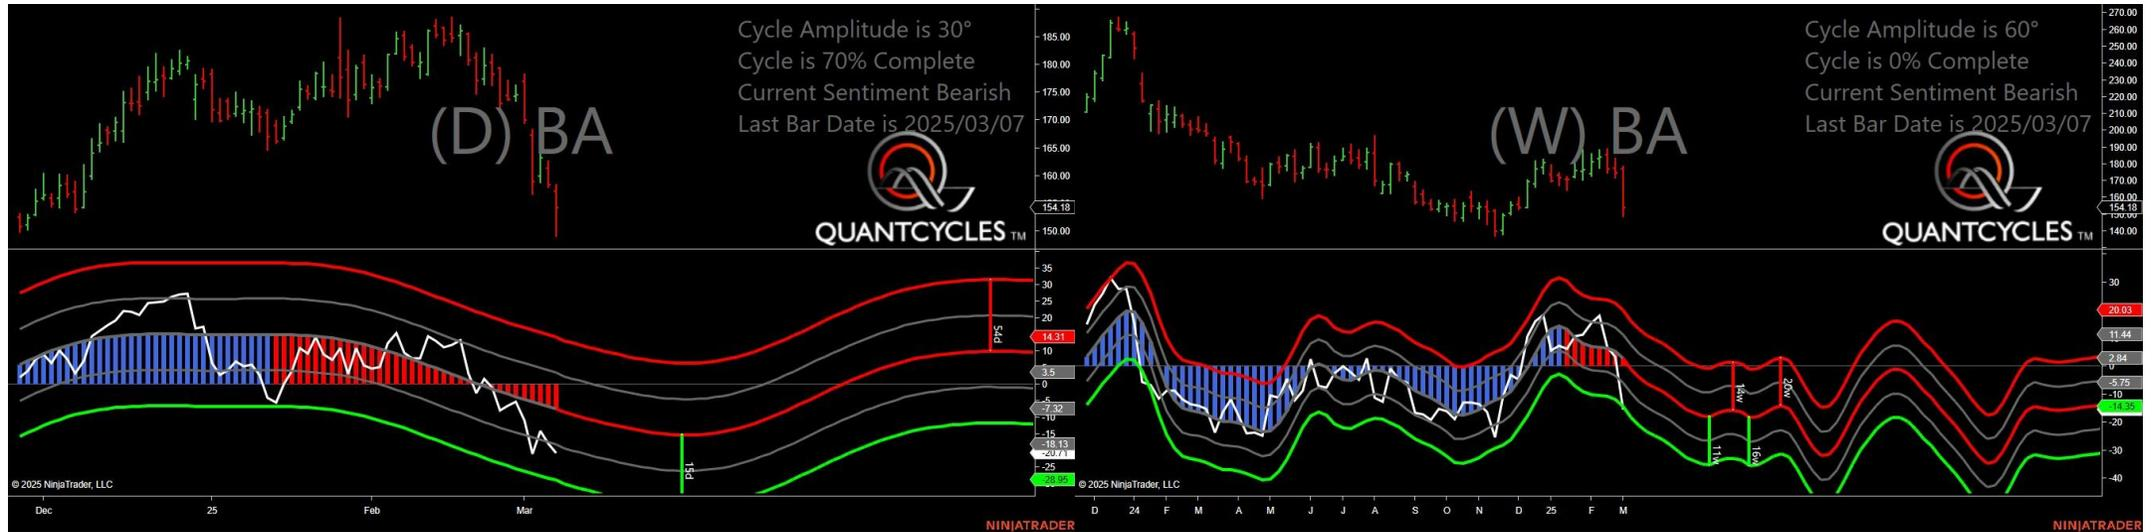 Cycle Amplitude is 30°
Cycle is 70% Complete
Current Sentiment Bearish
Last Bar Date is 2025/03/07
(D) BA
QUANTCYCLES TM
185.00
180.00
175.00
170.00
165.00
160.00
154.18
150.00
35
30
25
20
14.31
10
3.5
0
-7.32
-15
-18.13
-20.71
-25
-28.95
54d
15d
© 2025 NinjaTrader, LLC
Dec 25 Feb Mar
NINJATRADER
Cycle Amplitude is 60°
Cycle is 0% Complete
Current Sentiment Bearish
Last Bar Date is 2025/03/07
(W) BA
QUANTCYCLES TM
270.00
260.00
250.00
240.00
230.00
220.00
210.00
200.00
190.00
180.00
170.00
160.00
154.18
140.00
30
20.03
11.44
2.84
0
-5.75
-10
-14.35
-20
-30
-40
14w
20w
11w
16w
© 2025 NinjaTrader, LLC
D 24 F M A M J J A S O N D 25 F M
NINJATRADER